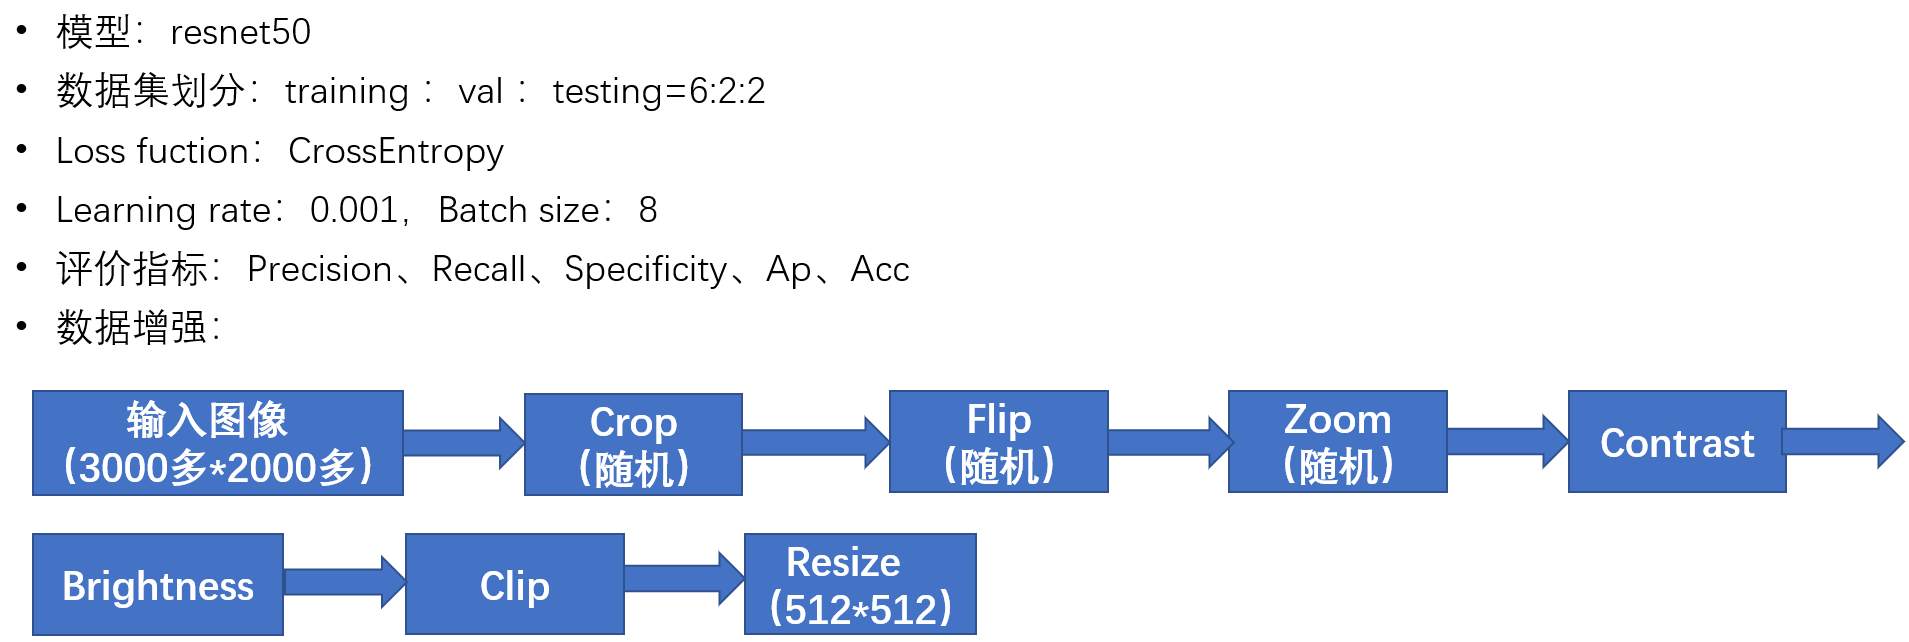 • 模型：resnet50
• 数据集划分：training ：val ：testing=6:2:2
• Loss fuction：CrossEntropy
• Learning rate：0.001，Batch size：8
• 评价指标：Precision、Recall、Specificity、Ap、Acc
• 数据增强：
输入图像
（3000多*2000多）
Crop
（随机）
Flip
（随机）
Zoom
（随机）
Contrast
Brightness
Clip
Resize
（512*512）